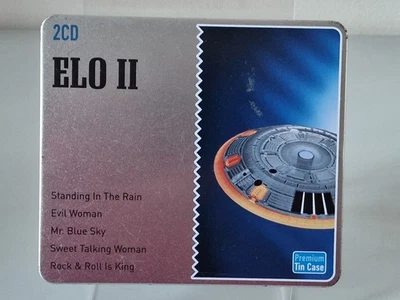 2CD
ELO II
Standing In The Rain
Evil Woman
Mr. Blue Sky
Sweet Talking Woman
Rock & Roll Is King
Premium
Tin Case